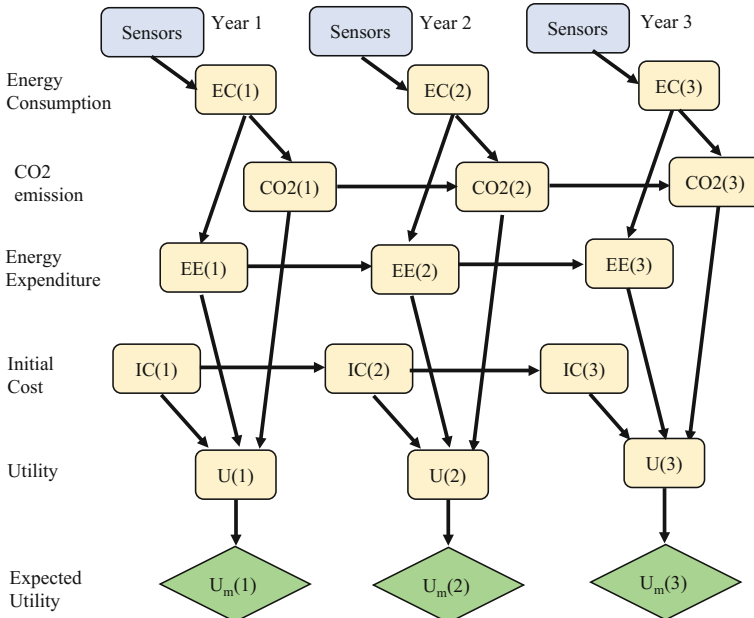 Sensors
Year 1
Sensors
Year 2
Sensors
Year 3
Energy
Consumption
EC(1)
EC(2)
EC(3)
CO2
emission
CO2(1)
CO2(2)
CO2(3)
Energy
Expenditure
EE(1)
EE(2)
EE(3)
Initial
Cost
IC(1)
IC(2)
IC(3)
Utility
U(1)
U(2)
U(3)
Expected
Utility
Um(1)
Um(2)
Um(3)